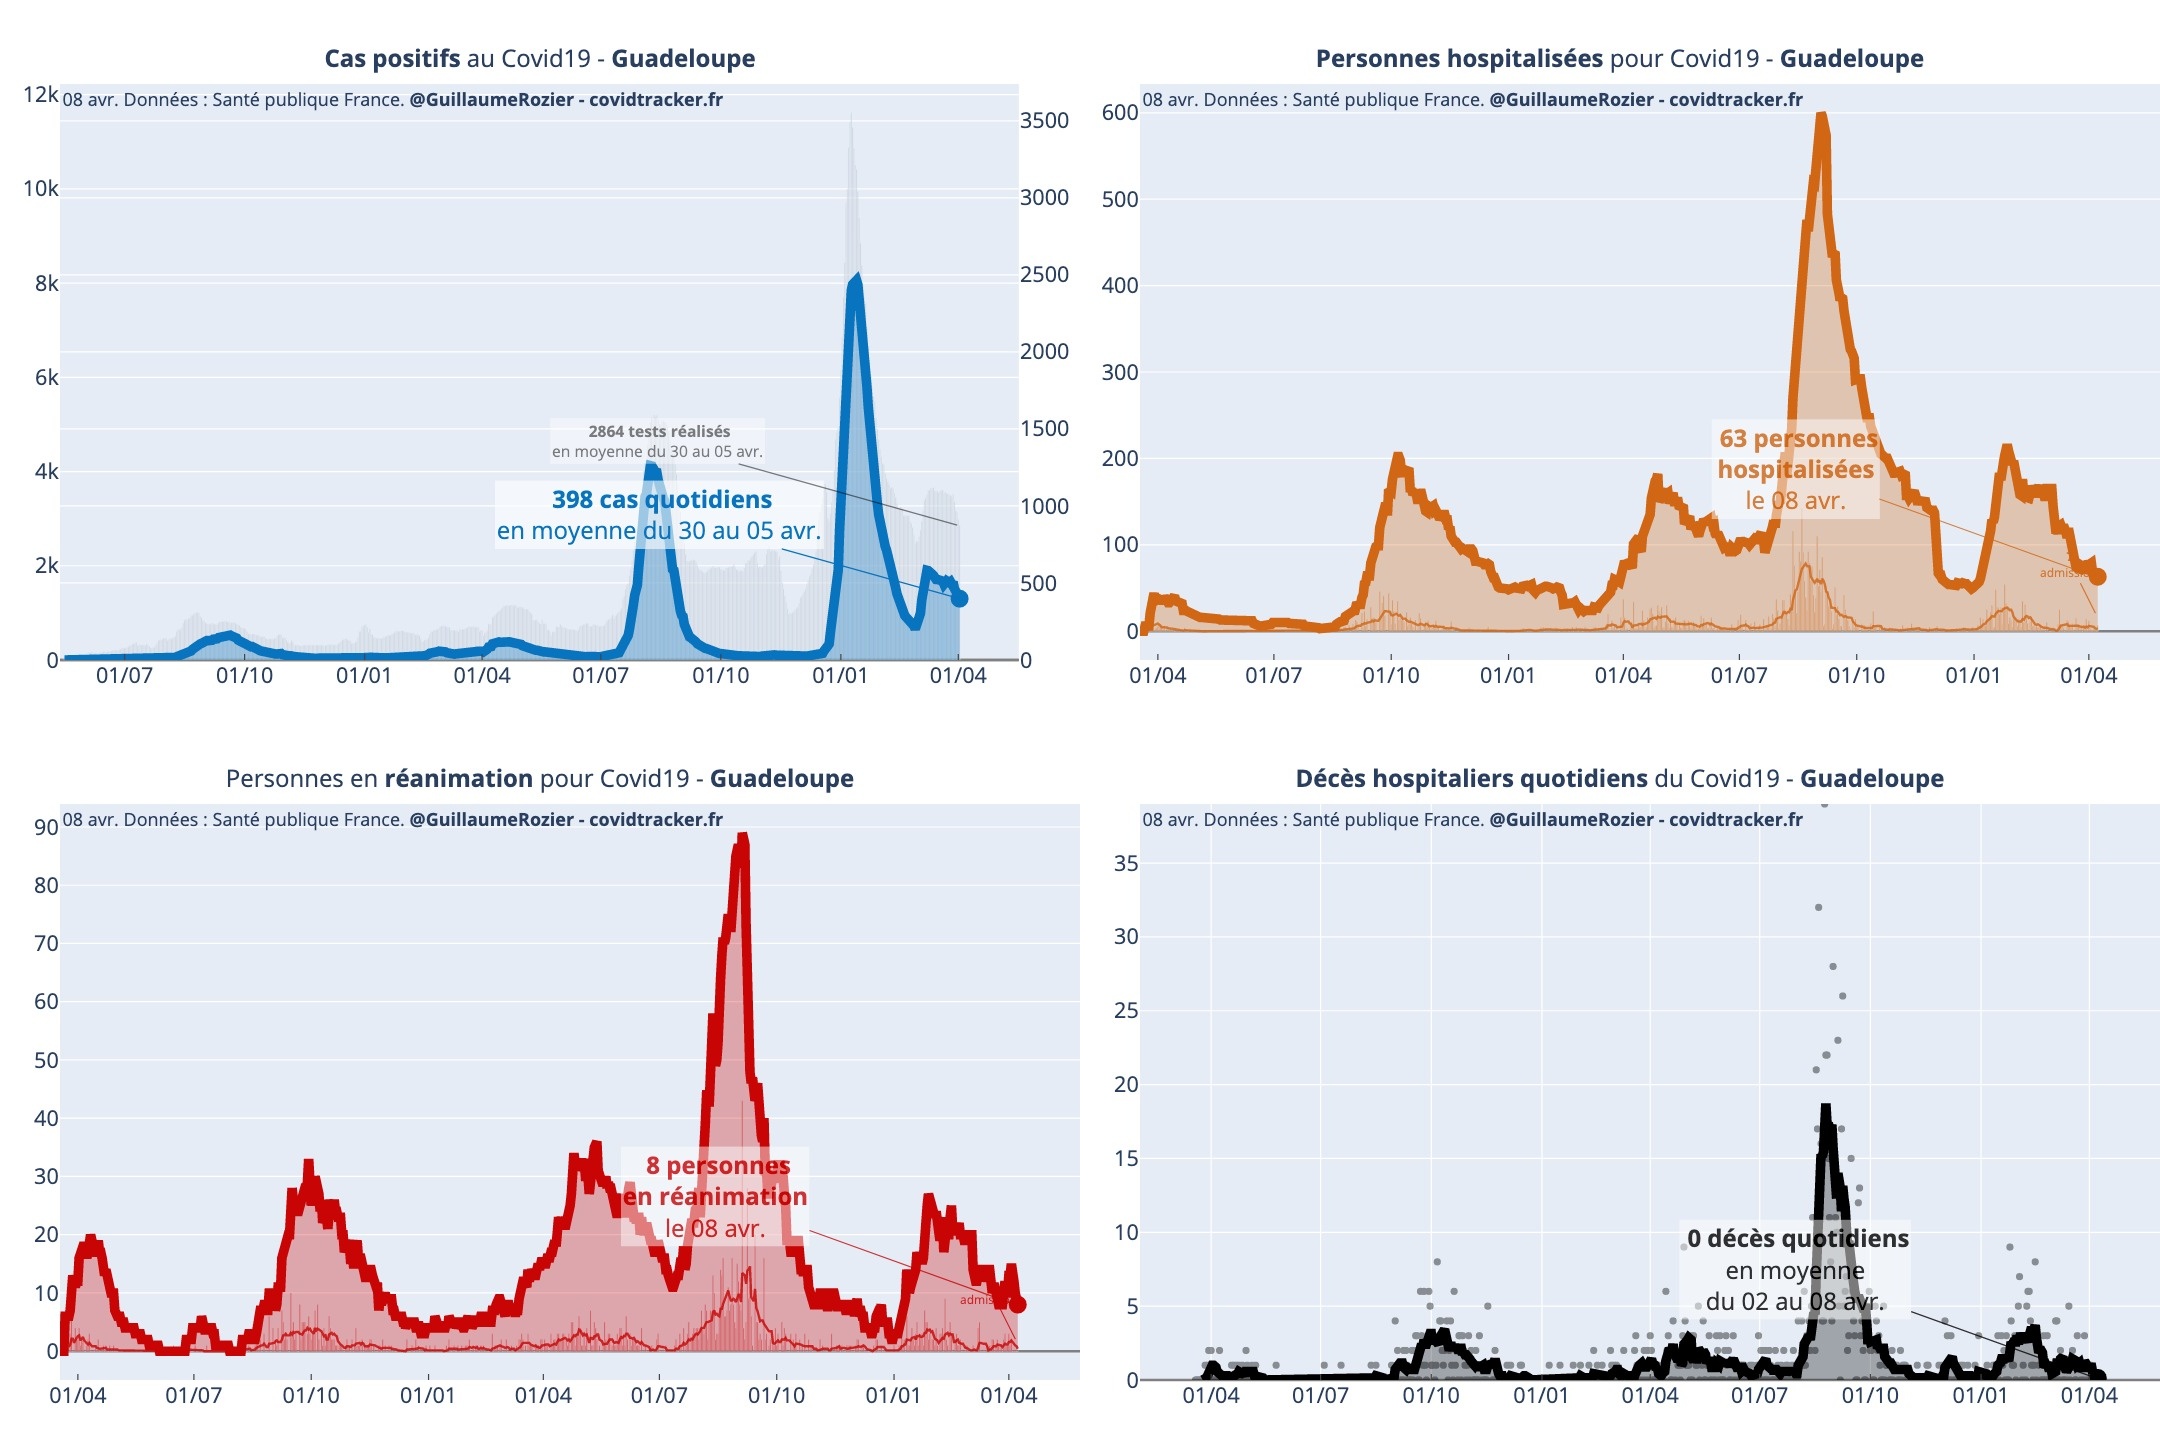 Cas positifs au Covid19 - Guadeloupe
08 avr. Données : Santé publique France. @GuillaumeRozier - covidtracker.fr
12k
10k
8k
6k
4k
2k
0
3500
3000
2500
2000
1500
1000
500
0
2864 tests réalisés
en moyenne du 30 au 05 avr.
398 cas quotidiens
en moyenne du 30 au 05 avr.
01/07 01/10 01/01 01/04 01/07 01/10 01/01 01/04
Personnes hospitalisées pour Covid19 - Guadeloupe
08 avr. Données : Santé publique France. @GuillaumeRozier - covidtracker.fr
600
500
400
300
200
100
0
63 personnes
hospitalisées
le 08 avr.
01/04 01/07 01/10 01/01 01/04 01/07 01/10 01/01 01/04
Personnes en réanimation pour Covid19 - Guadeloupe
08 avr. Données : Santé publique France. @GuillaumeRozier - covidtracker.fr
90
80
70
60
50
40
30
20
10
0
8 personnes
en réanimation
le 08 avr.
01/04 01/07 01/10 01/01 01/04 01/07 01/10 01/01 01/04
Décès hospitaliers quotidiens du Covid19 - Guadeloupe
08 avr. Données : Santé publique France. @GuillaumeRozier - covidtracker.fr
35
30
25
20
15
10
5
0
0 décès quotidiens
en moyenne
du 02 au 08 avr.
01/04 01/07 01/10 01/01 01/04 01/07 01/10 01/01 01/04